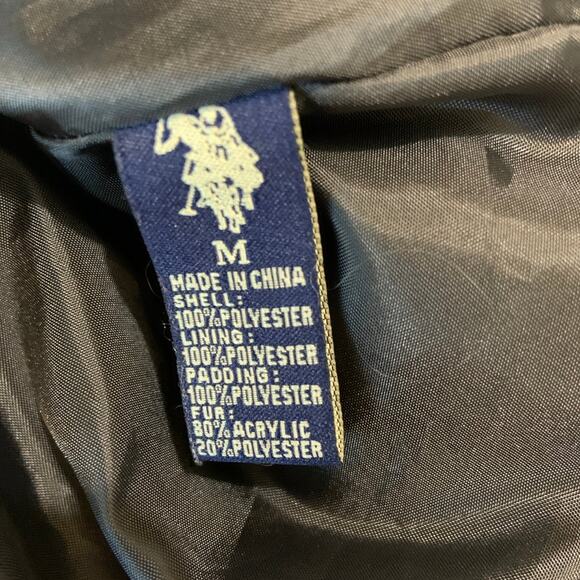 M
MADE IN CHINA
SHELL:
100%POLYESTER
LINING:
100%POLYESTER
PADDING:
100%POLYESTER
FUR:
80%ACRYLIC
20%POLYESTER